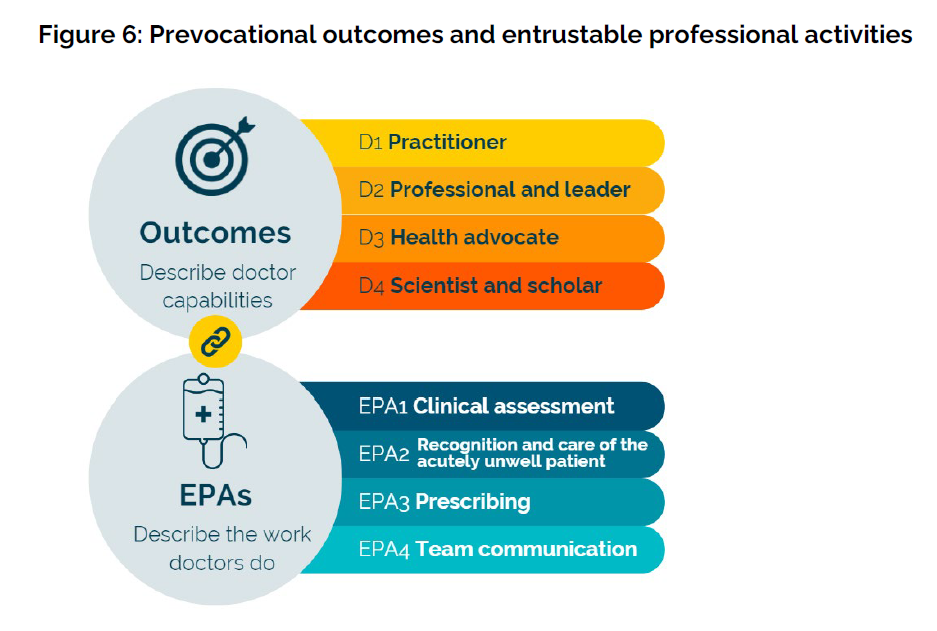 Figure 6: Prevocational outcomes and entrustable professional activities
Outcomes
Describe doctor
capabilities
D1 Practitioner
D2 Professional and leader
D3 Health advocate
D4 Scientist and scholar
EPAs
Describe the work
doctors do
EPA1 Clinical assessment
EPA2 Recognition and care of the
acutely unwell patient
EPA3 Prescribing
EPA4 Team communication